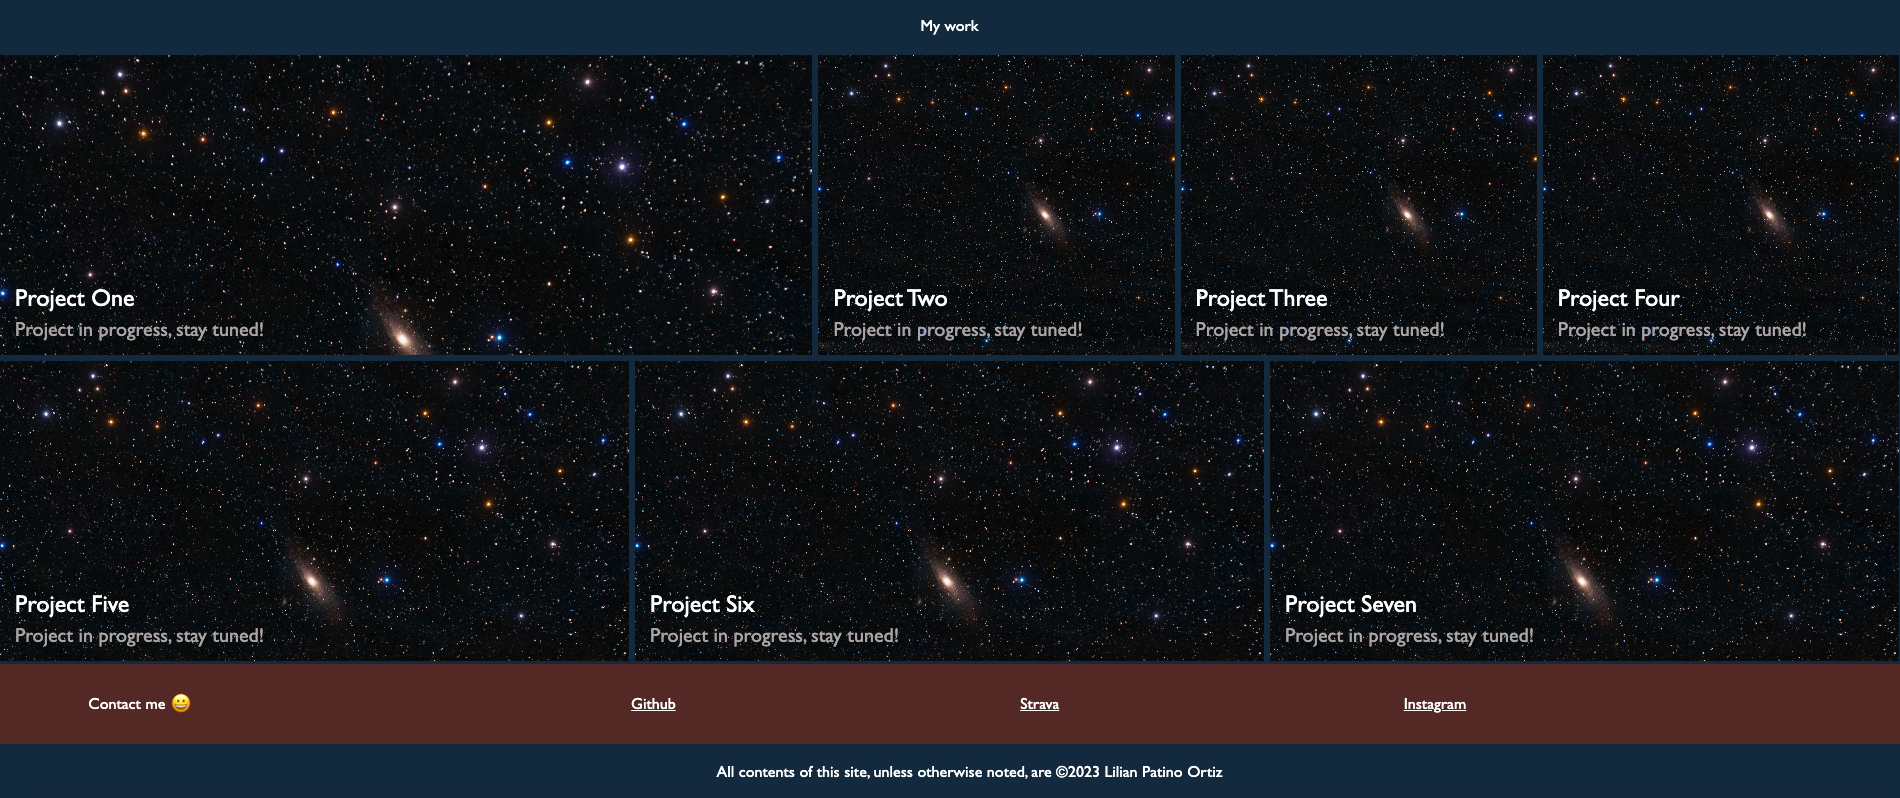 My work
Project One
Project in progress, stay tuned!
Project Two
Project in progress, stay tuned!
Project Three
Project in progress, stay tuned!
Project Four
Project in progress, stay tuned!
Project Five
Project in progress, stay tuned!
Project Six
Project in progress, stay tuned!
Project Seven
Project in progress, stay tuned!
Contact me 😀
Github
Strava
Instagram
All contents of this site, unless otherwise noted, are ©2023 Lilian Patino Ortiz